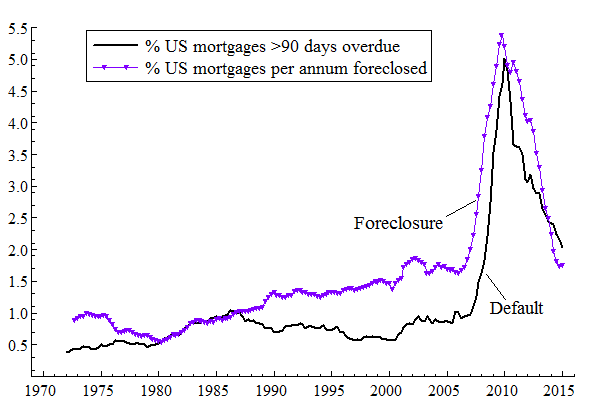 5.5
% US mortgages >90 days overdue
5.0
% US mortgages per annum foreclosed
4.5
4.0
3.5
3.0
Foreclosure
2.5
2.0
1.5
Default
1.0
0.5
1970 1975 1980 1985 1990 1995 2000 2005 2010 2015